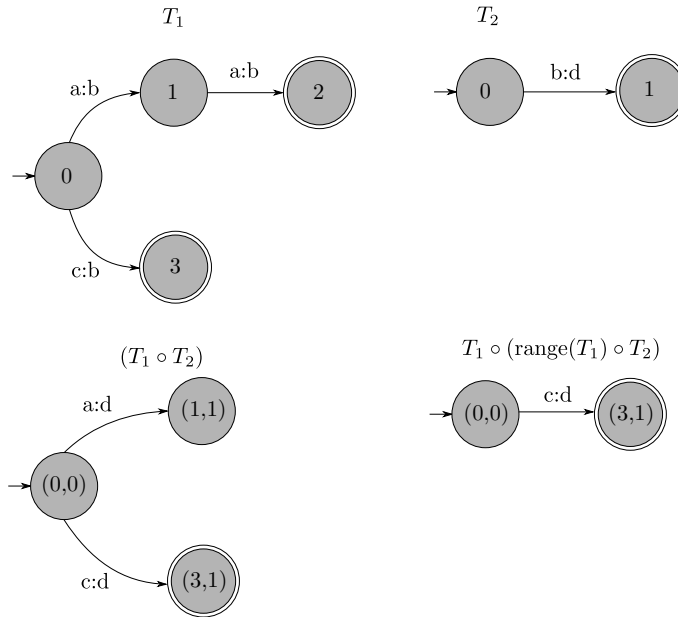 T₁
a:b
1
a:b
2
0
c:b
3
T₂
0
b:d
1
(T₁ ∘ T₂)
a:d
(1,1)
(0,0)
c:d
(3,1)
T₁ ∘ (range(T₁) ∘ T₂)
(0,0)
c:d
(3,1)